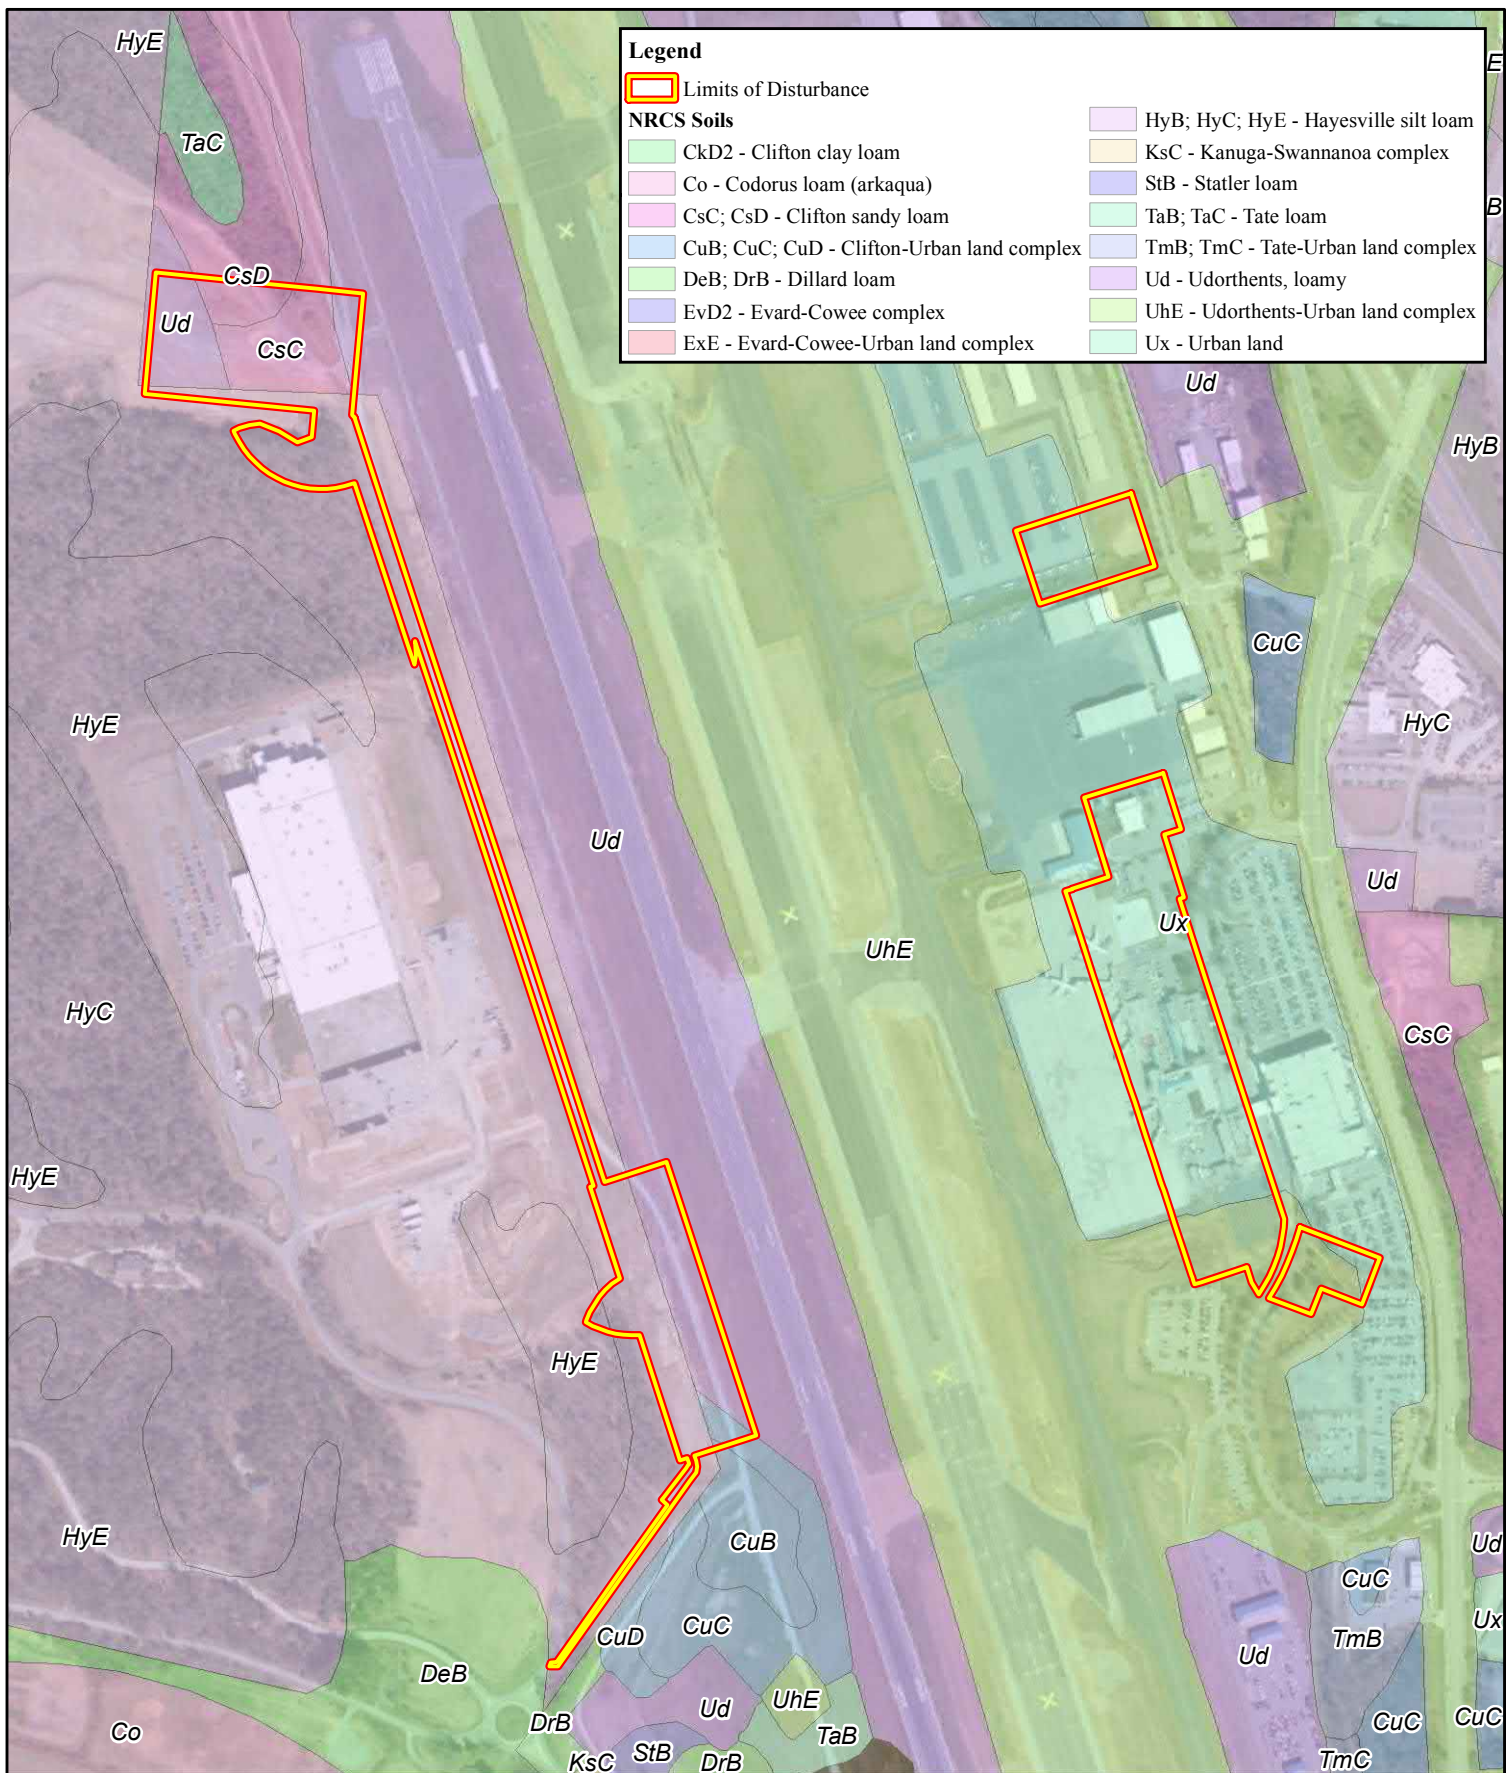 Legend
Limits of Disturbance
NRCS Soils
CkD2 - Clifton clay loam
Co - Codorus loam (arkaqua)
CsC; CsD - Clifton sandy loam
CuB; CuC; CuD - Clifton-Urban land complex
DeB; DrB - Dillard loam
EvD2 - Evard-Cowee complex
ExE - Evard-Cowee-Urban land complex
HyB; HyC; HyE - Hayesville silt loam
KsC - Kanuga-Swannanoa complex
StB - Statler loam
TaB; TaC - Tate loam
TmB; TmC - Tate-Urban land complex
Ud - Udorthents, loamy
UhE - Udorthents-Urban land complex
Ux - Urban land
HyE
E
TaC
B
CsD
Ud
CsC
Ud
HyB
CuC
HyE
HyC
Ud
Ud
Ux
UhE
HyC
CsC
HyE
HyE
HyE
CuB
Ud
CuC
Ux
CuD
CuC
TmB
Ud
DeB
UhE
Ud
DrB
TaB
Co
CuC
CuC
KsC
StB
DrB
TmC